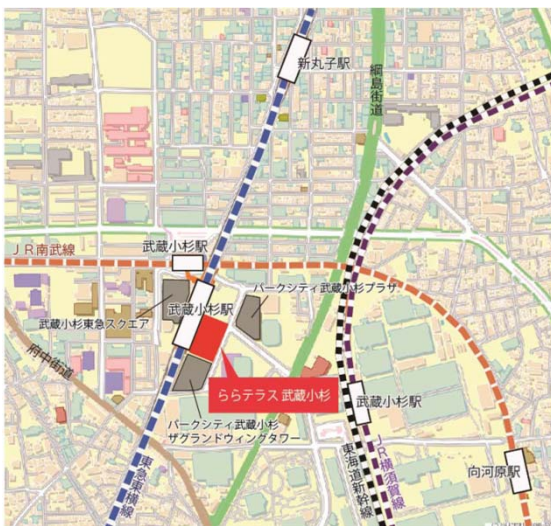 新丸子駅
綱島街道
JR南武線
武蔵小杉駅
武蔵小杉駅
パークシティ武蔵小杉プラザ
武蔵小杉東急スクエア
府中街道
ららテラス 武蔵小杉
武蔵小杉駅
パークシティ武蔵小杉
ザグランドウィングタワー
東急東横線
東海道新幹線
JR横須賀線
向河原駅